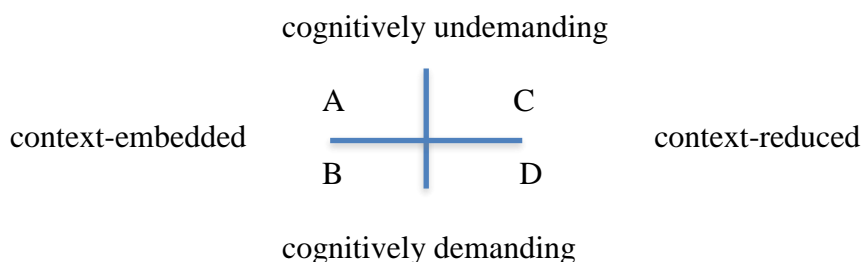 cognitively undemanding
A C
context-embedded context-reduced
B D
cognitively demanding